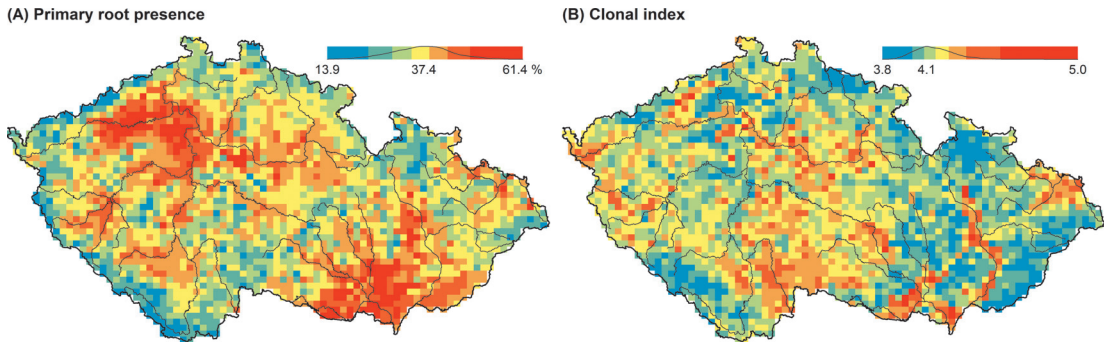 (A) Primary root presence
(B) Clonal index
13.9 37.4 61.4 %
3.8 4.1 5.0